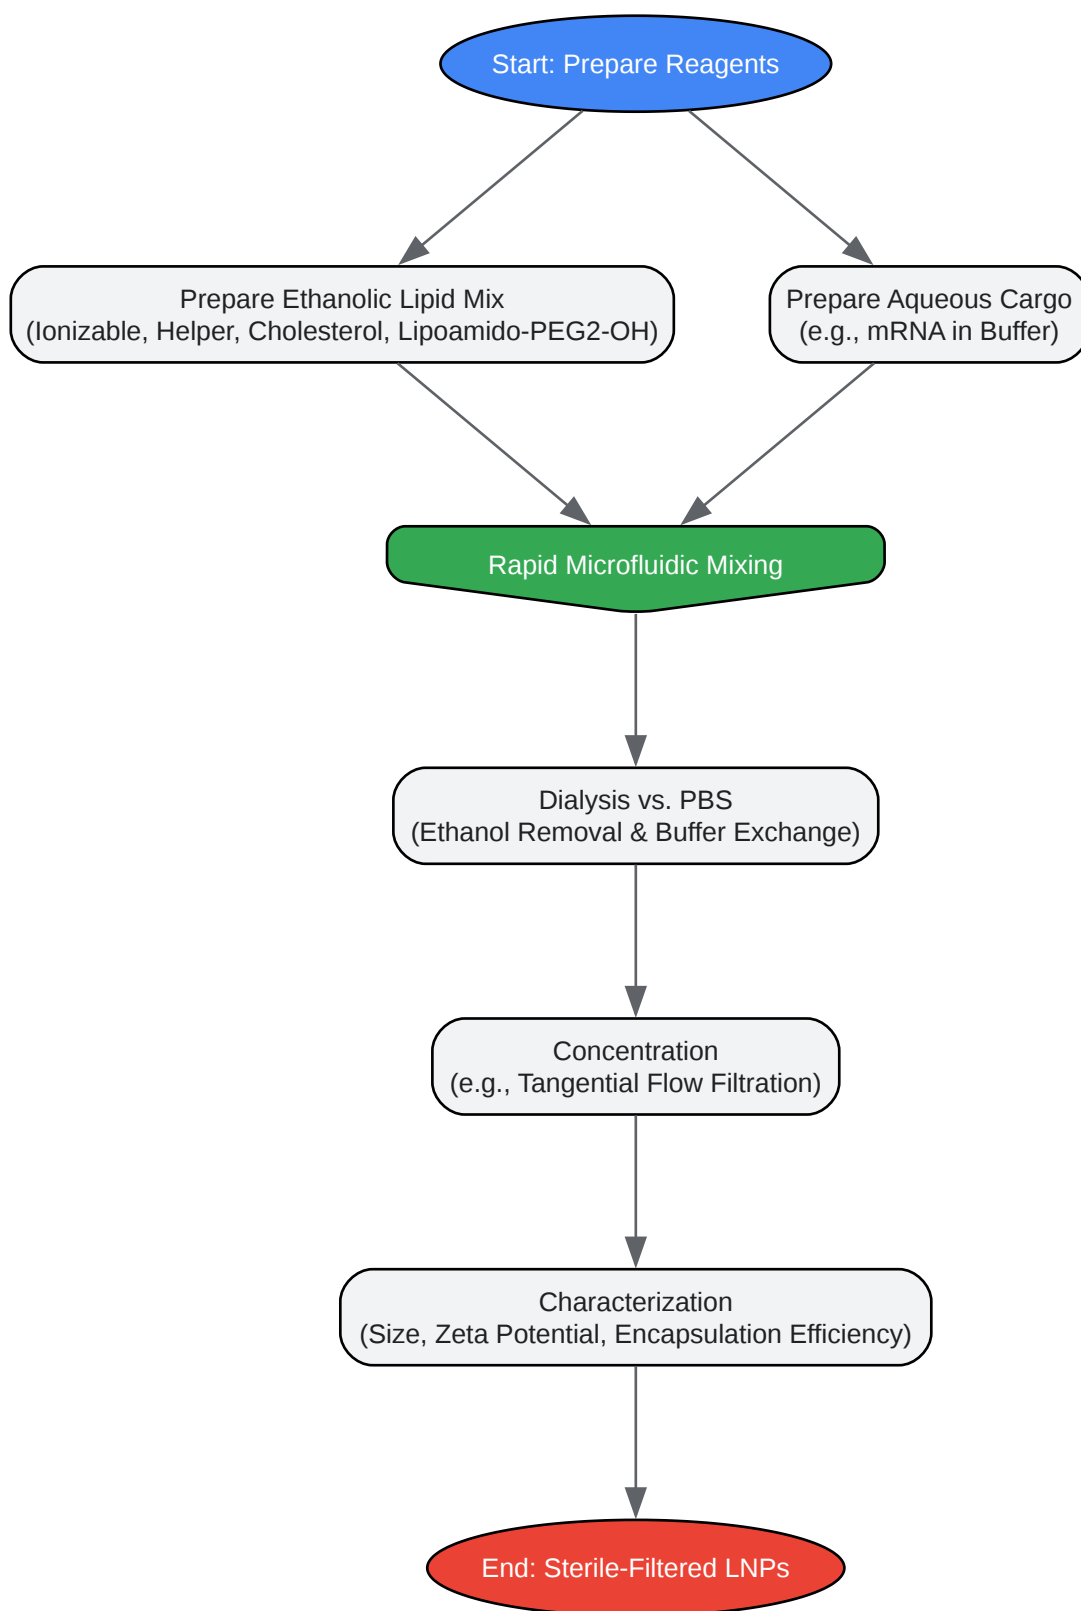 Start: Prepare Reagents
Prepare Ethanolic Lipid Mix
(Ionizable, Helper, Cholesterol, Lipoamido-PEG2-OH)
Prepare Aqueous Cargo
(e.g., mRNA in Buffer)
Rapid Microfluidic Mixing
Dialysis vs. PBS
(Ethanol Removal & Buffer Exchange)
Concentration
(e.g., Tangential Flow Filtration)
Characterization
(Size, Zeta Potential, Encapsulation Efficiency)
End: Sterile-Filtered LNPs